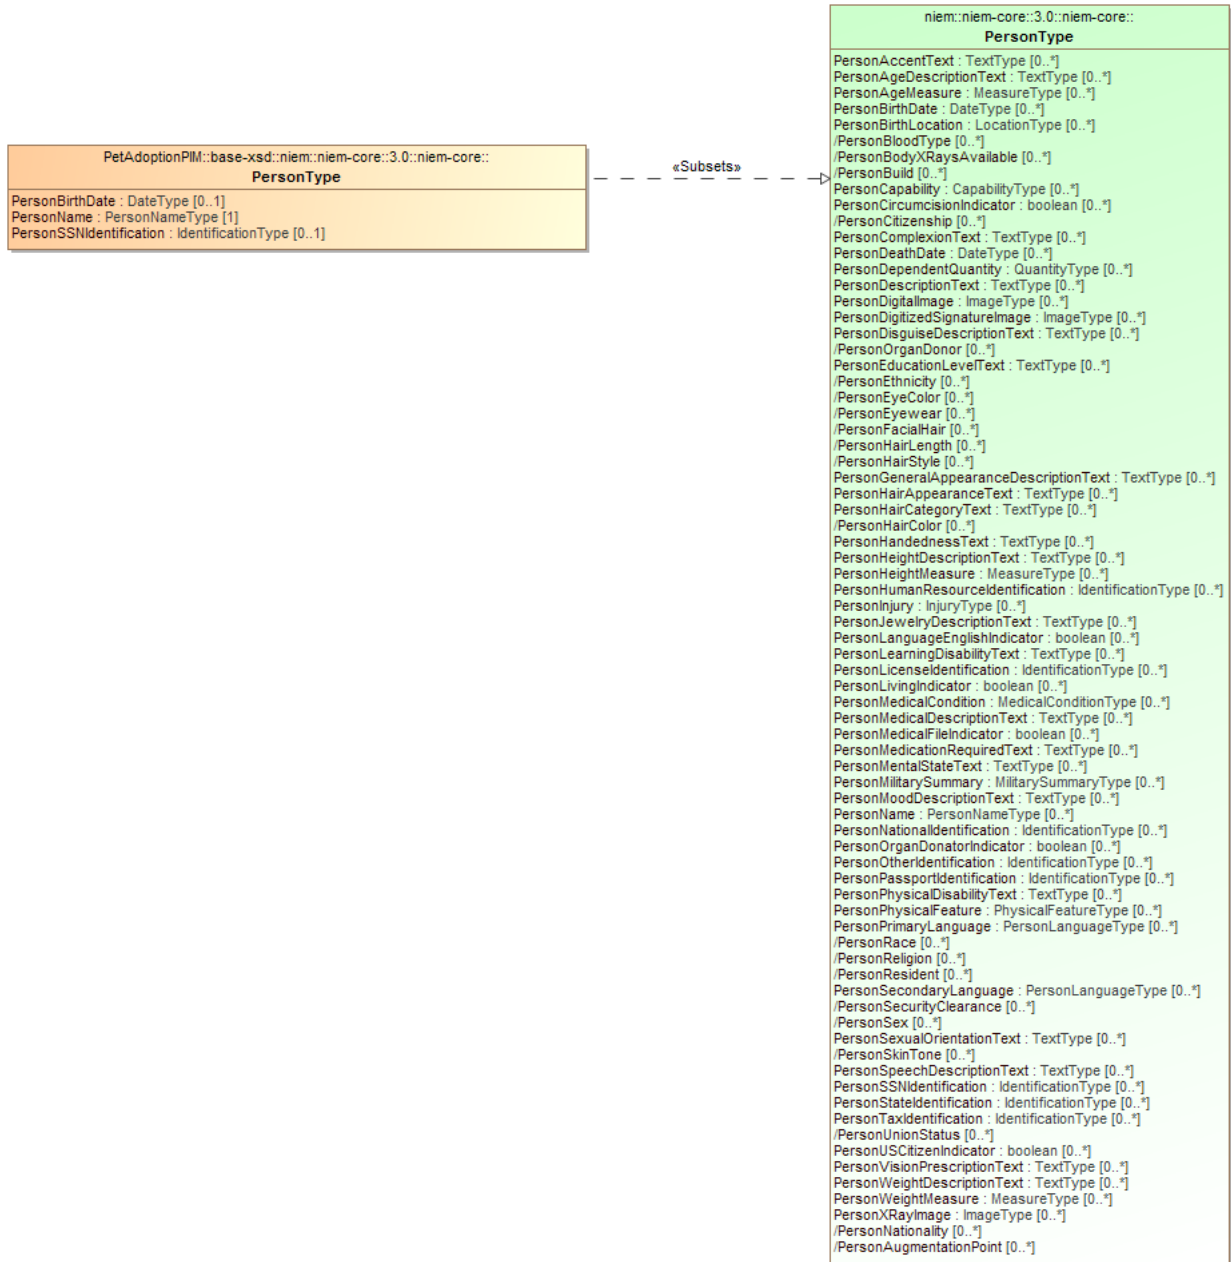 PetAdoptionPIM::base-xsd::niem::niem-core::3.0::niem-core::
PersonType
PersonBirthDate : DateType [0..1]
PersonName : PersonNameType [1]
PersonSSNIdentification : IdentificationType [0..1]
«Subsets»
niem::niem-core::3.0::niem-core::
PersonType
PersonAccentText : TextType [0..*]
PersonAgeDescriptionText : TextType [0..*]
PersonAgeMeasure : MeasureType [0..*]
PersonBirthDate : DateType [0..*]
PersonBirthLocation : LocationType [0..*]
/PersonBloodType [0..*]
/PersonBodyXRaysAvailable [0..*]
/PersonBuild [0..*]
PersonCapability : CapabilityType [0..*]
PersonCircumcisionIndicator : boolean [0..*]
/PersonCitizenship [0..*]
PersonComplexionText : TextType [0..*]
PersonDeathDate : DateType [0..*]
PersonDependentQuantity : QuantityType [0..*]
PersonDescriptionText : TextType [0..*]
PersonDigitalImage : ImageType [0..*]
PersonDigitizedSignatureImage : ImageType [0..*]
PersonDisguiseDescriptionText : TextType [0..*]
/PersonOrganDonor [0..*]
PersonEducationLevelText : TextType [0..*]
/PersonEthnicity [0..*]
/PersonEyeColor [0..*]
/PersonEyewear [0..*]
/PersonFacialHair [0..*]
/PersonHairLength [0..*]
/PersonHairStyle [0..*]
PersonGeneralAppearanceDescriptionText : TextType [0..*]
PersonHairAppearanceText : TextType [0..*]
PersonHairCategoryText : TextType [0..*]
/PersonHairColor [0..*]
PersonHandednessText : TextType [0..*]
PersonHeightDescriptionText : TextType [0..*]
PersonHeightMeasure : MeasureType [0..*]
PersonHumanResourceIdentification : IdentificationType [0..*]
PersonInjury : InjuryType [0..*]
PersonJewelryDescriptionText : TextType [0..*]
PersonLanguageEnglishIndicator : boolean [0..*]
PersonLearningDisabilityText : TextType [0..*]
PersonLicenseIdentification : IdentificationType [0..*]
PersonLivingIndicator : boolean [0..*]
PersonMedicalCondition : MedicalConditionType [0..*]
PersonMedicalDescriptionText : TextType [0..*]
PersonMedicalFileIndicator : boolean [0..*]
PersonMedicationRequiredText : TextType [0..*]
PersonMentalStateText : TextType [0..*]
PersonMilitarySummary : MilitarySummaryType [0..*]
PersonMoodDescriptionText : TextType [0..*]
PersonName : PersonNameType [0..*]
PersonNationalIdentification : IdentificationType [0..*]
PersonOrganDonatorIndicator : boolean [0..*]
PersonOtherIdentification : IdentificationType [0..*]
PersonPassportIdentification : IdentificationType [0..*]
PersonPhysicalDisabilityText : TextType [0..*]
PersonPhysicalFeature : PhysicalFeatureType [0..*]
PersonPrimaryLanguage : PersonLanguageType [0..*]
/PersonRace [0..*]
/PersonReligion [0..*]
/PersonResident [0..*]
PersonSecondaryLanguage : PersonLanguageType [0..*]
/PersonSecurityClearance [0..*]
/PersonSex [0..*]
PersonSexualOrientationText : TextType [0..*]
/PersonSkinTone [0..*]
PersonSpeechDescriptionText : TextType [0..*]
PersonSSNIdentification : IdentificationType [0..*]
PersonStateIdentification : IdentificationType [0..*]
PersonTaxIdentification : IdentificationType [0..*]
/PersonUnionStatus [0..*]
PersonUSCitizenIndicator : boolean [0..*]
PersonVisionPrescriptionText : TextType [0..*]
PersonWeightDescriptionText : TextType [0..*]
PersonWeightMeasure : MeasureType [0..*]
PersonXRayImage : ImageType [0..*]
/PersonNationality [0..*]
/PersonAugmentationPoint [0..*]